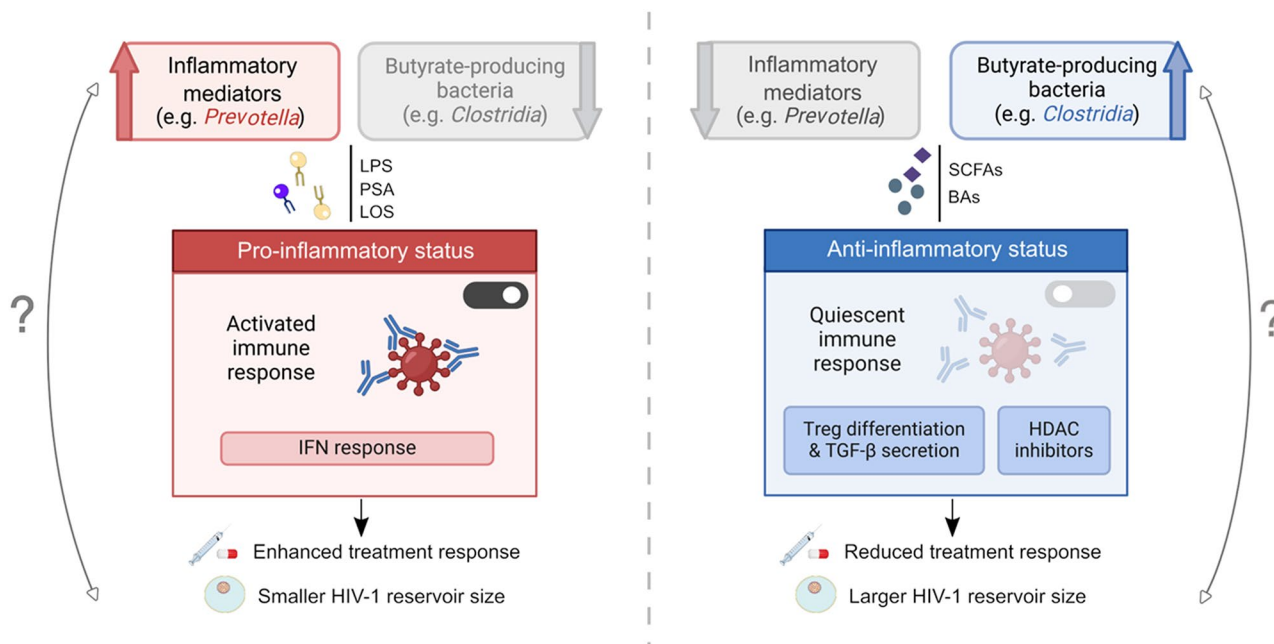 Inflammatory
mediators
(e.g. Prevotella)
Butyrate-producing
bacteria
(e.g. Clostridia)
LPS
PSA
LOS
Pro-inflammatory status
Activated
immune
response
IFN response
Enhanced treatment response
Smaller HIV-1 reservoir size
?
Inflammatory
mediators
(e.g. Prevotella)
Butyrate-producing
bacteria
(e.g. Clostridia)
SCFAs
BAs
Anti-inflammatory status
Quiescent
immune
response
Treg differentiation
& TGF-β secretion
HDAC
inhibitors
Reduced treatment response
Larger HIV-1 reservoir size
?